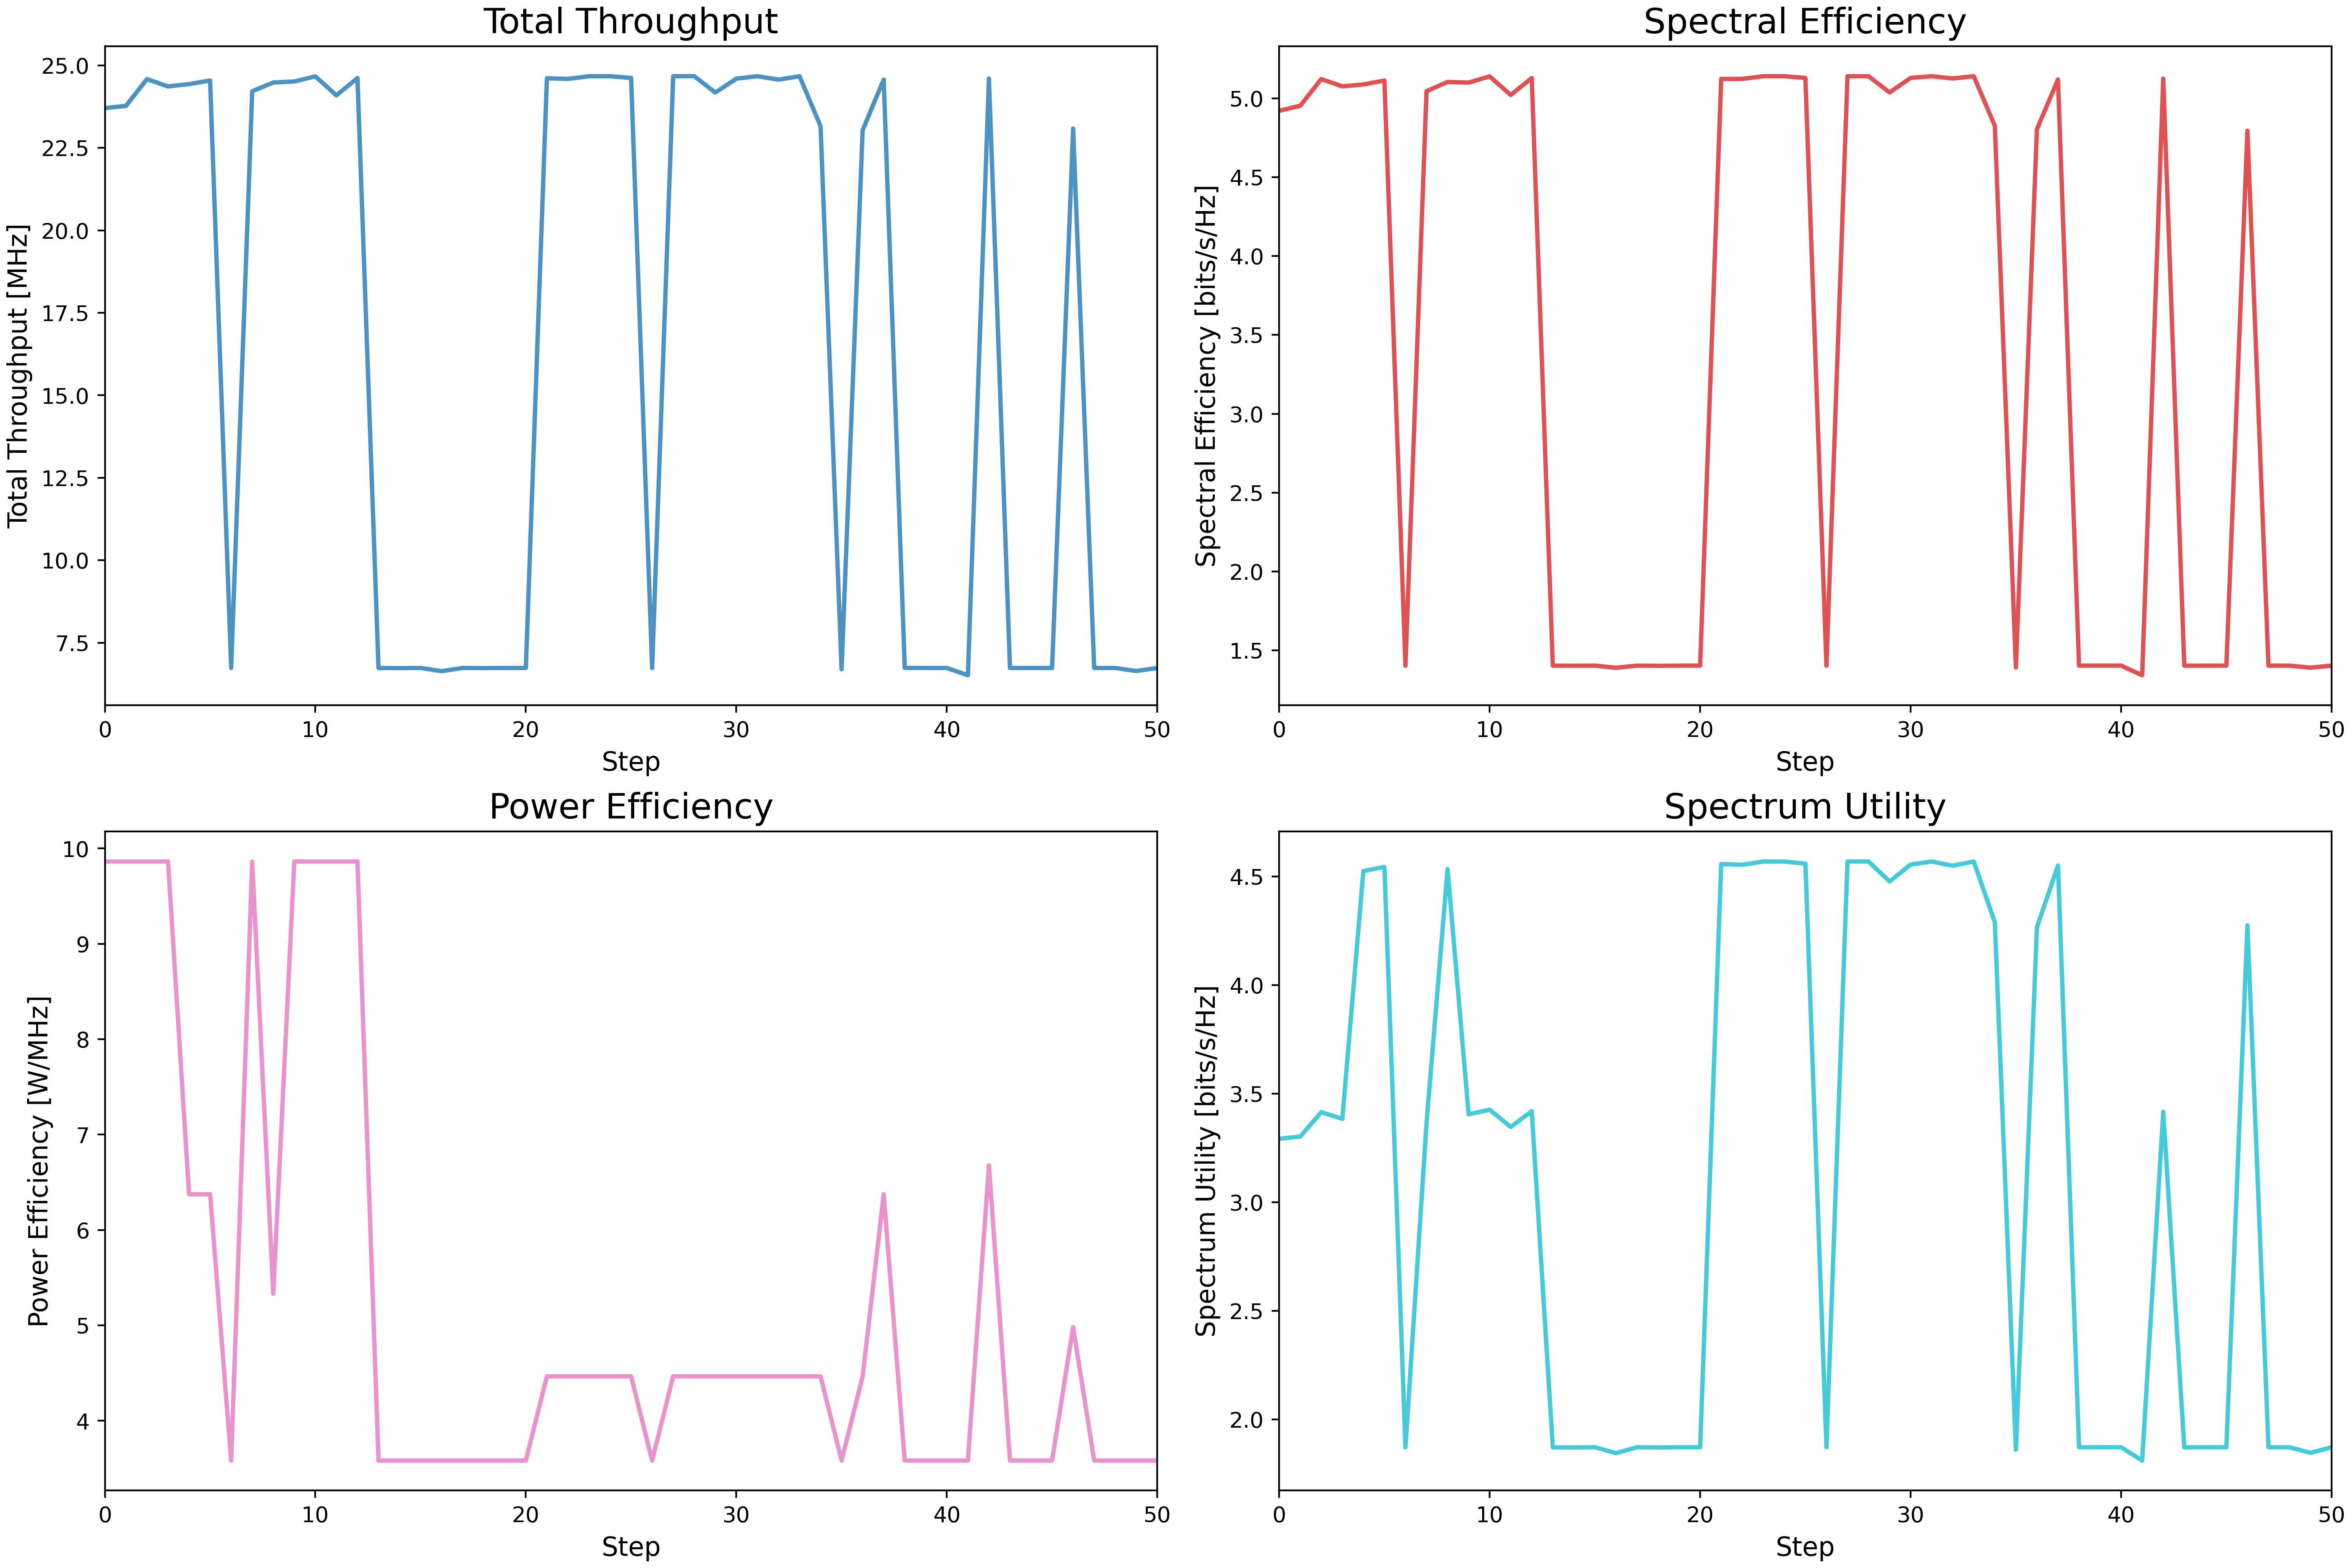 Total Throughput
Total Throughput [MHz]
25.0
22.5
20.0
17.5
15.0
12.5
10.0
7.5
0 10 20 30 40 50
Step
Spectral Efficiency
Spectral Efficiency [bits/s/Hz]
5.0
4.5
4.0
3.5
3.0
2.5
2.0
1.5
0 10 20 30 40 50
Step
Power Efficiency
Power Efficiency [W/MHz]
10
9
8
7
6
5
4
0 10 20 30 40 50
Step
Spectrum Utility
Spectrum Utility [bits/s/Hz]
4.5
4.0
3.5
3.0
2.5
2.0
0 10 20 30 40 50
Step